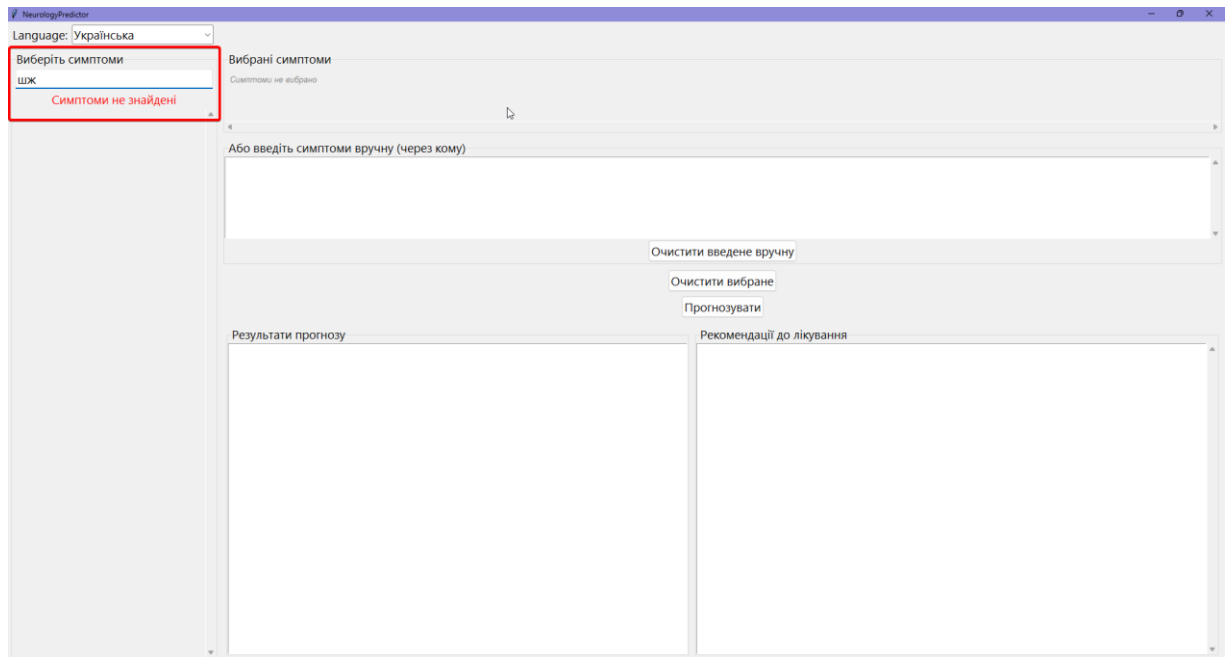 NeurologyPredictor
Language: Українська
Виберіть симптоми
шж
Симптоми не знайдені
Вибрані симптоми
Симптоми не вибрано
Або введіть симптоми вручну (через кому)
Очистити введене вручну
Очистити вибране
Прогнозувати
Результати прогнозу
Рекомендації до лікування